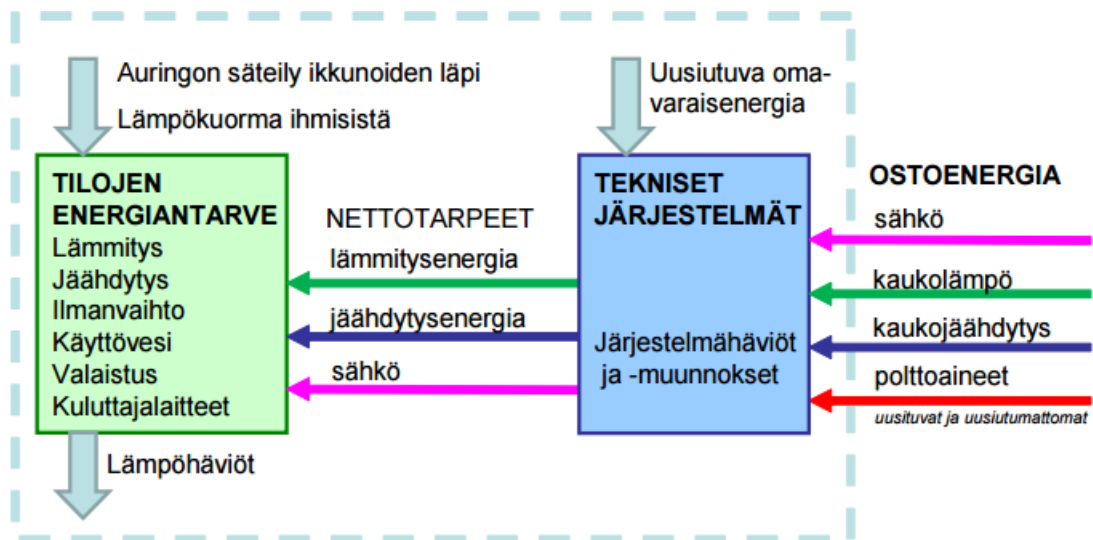 Auringon säteily ikkunoiden läpi
Lämpökuorma ihmisistä
Uusiutuva oma-
varaisenergia
TILOJEN
ENERGIANTARVE
Lämmitys
Jäähdytys
Ilmanvaihto
Käyttövesi
Valaistus
Kuluttajalaitteet
NETTOTARPEET
lämmitysenergia
jäähdytysenergia
sähkö
TEKNISET
JÄRJESTELMÄT
Järjestelmähäviöt
ja -muunnokset
OSTOENERGIA
sähkö
kaukolämpö
kaukojäähdytys
polttoaineet
uusituvat ja uusiutumattomat
Lämpöhäviöt